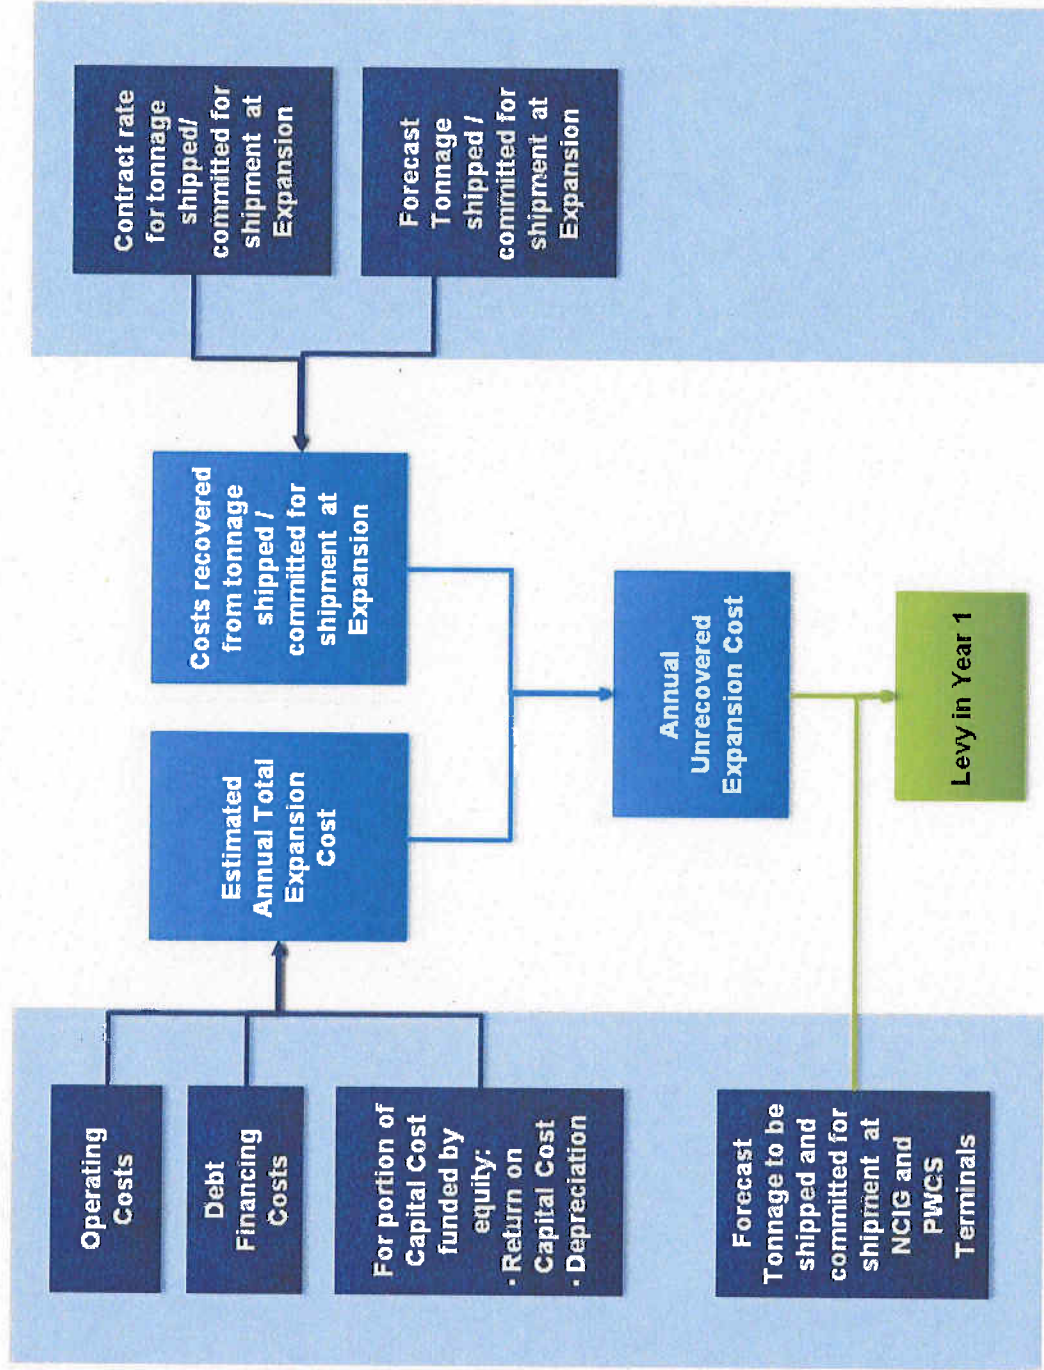 Operating
Costs
Debt
Financing
Costs
For portion of
Capital Cost
funded by
equity:
· Return on
Capital Cost
· Depreciation
Forecast
Tonnage to be
shipped and
committed for
shipment at
NCIG and
PWCS
Terminals
Estimated
Annual Total
Expansion
Cost
Costs recovered
from tonnage
shipped /
committed for
shipment at
Expansion
Annual
Unrecovered
Expansion Cost
Levy in Year 1
Contract rate
for tonnage
shipped/
committed for
shipment at
Expansion
Forecast
Tonnage
shipped /
committed for
shipment at
Expansion